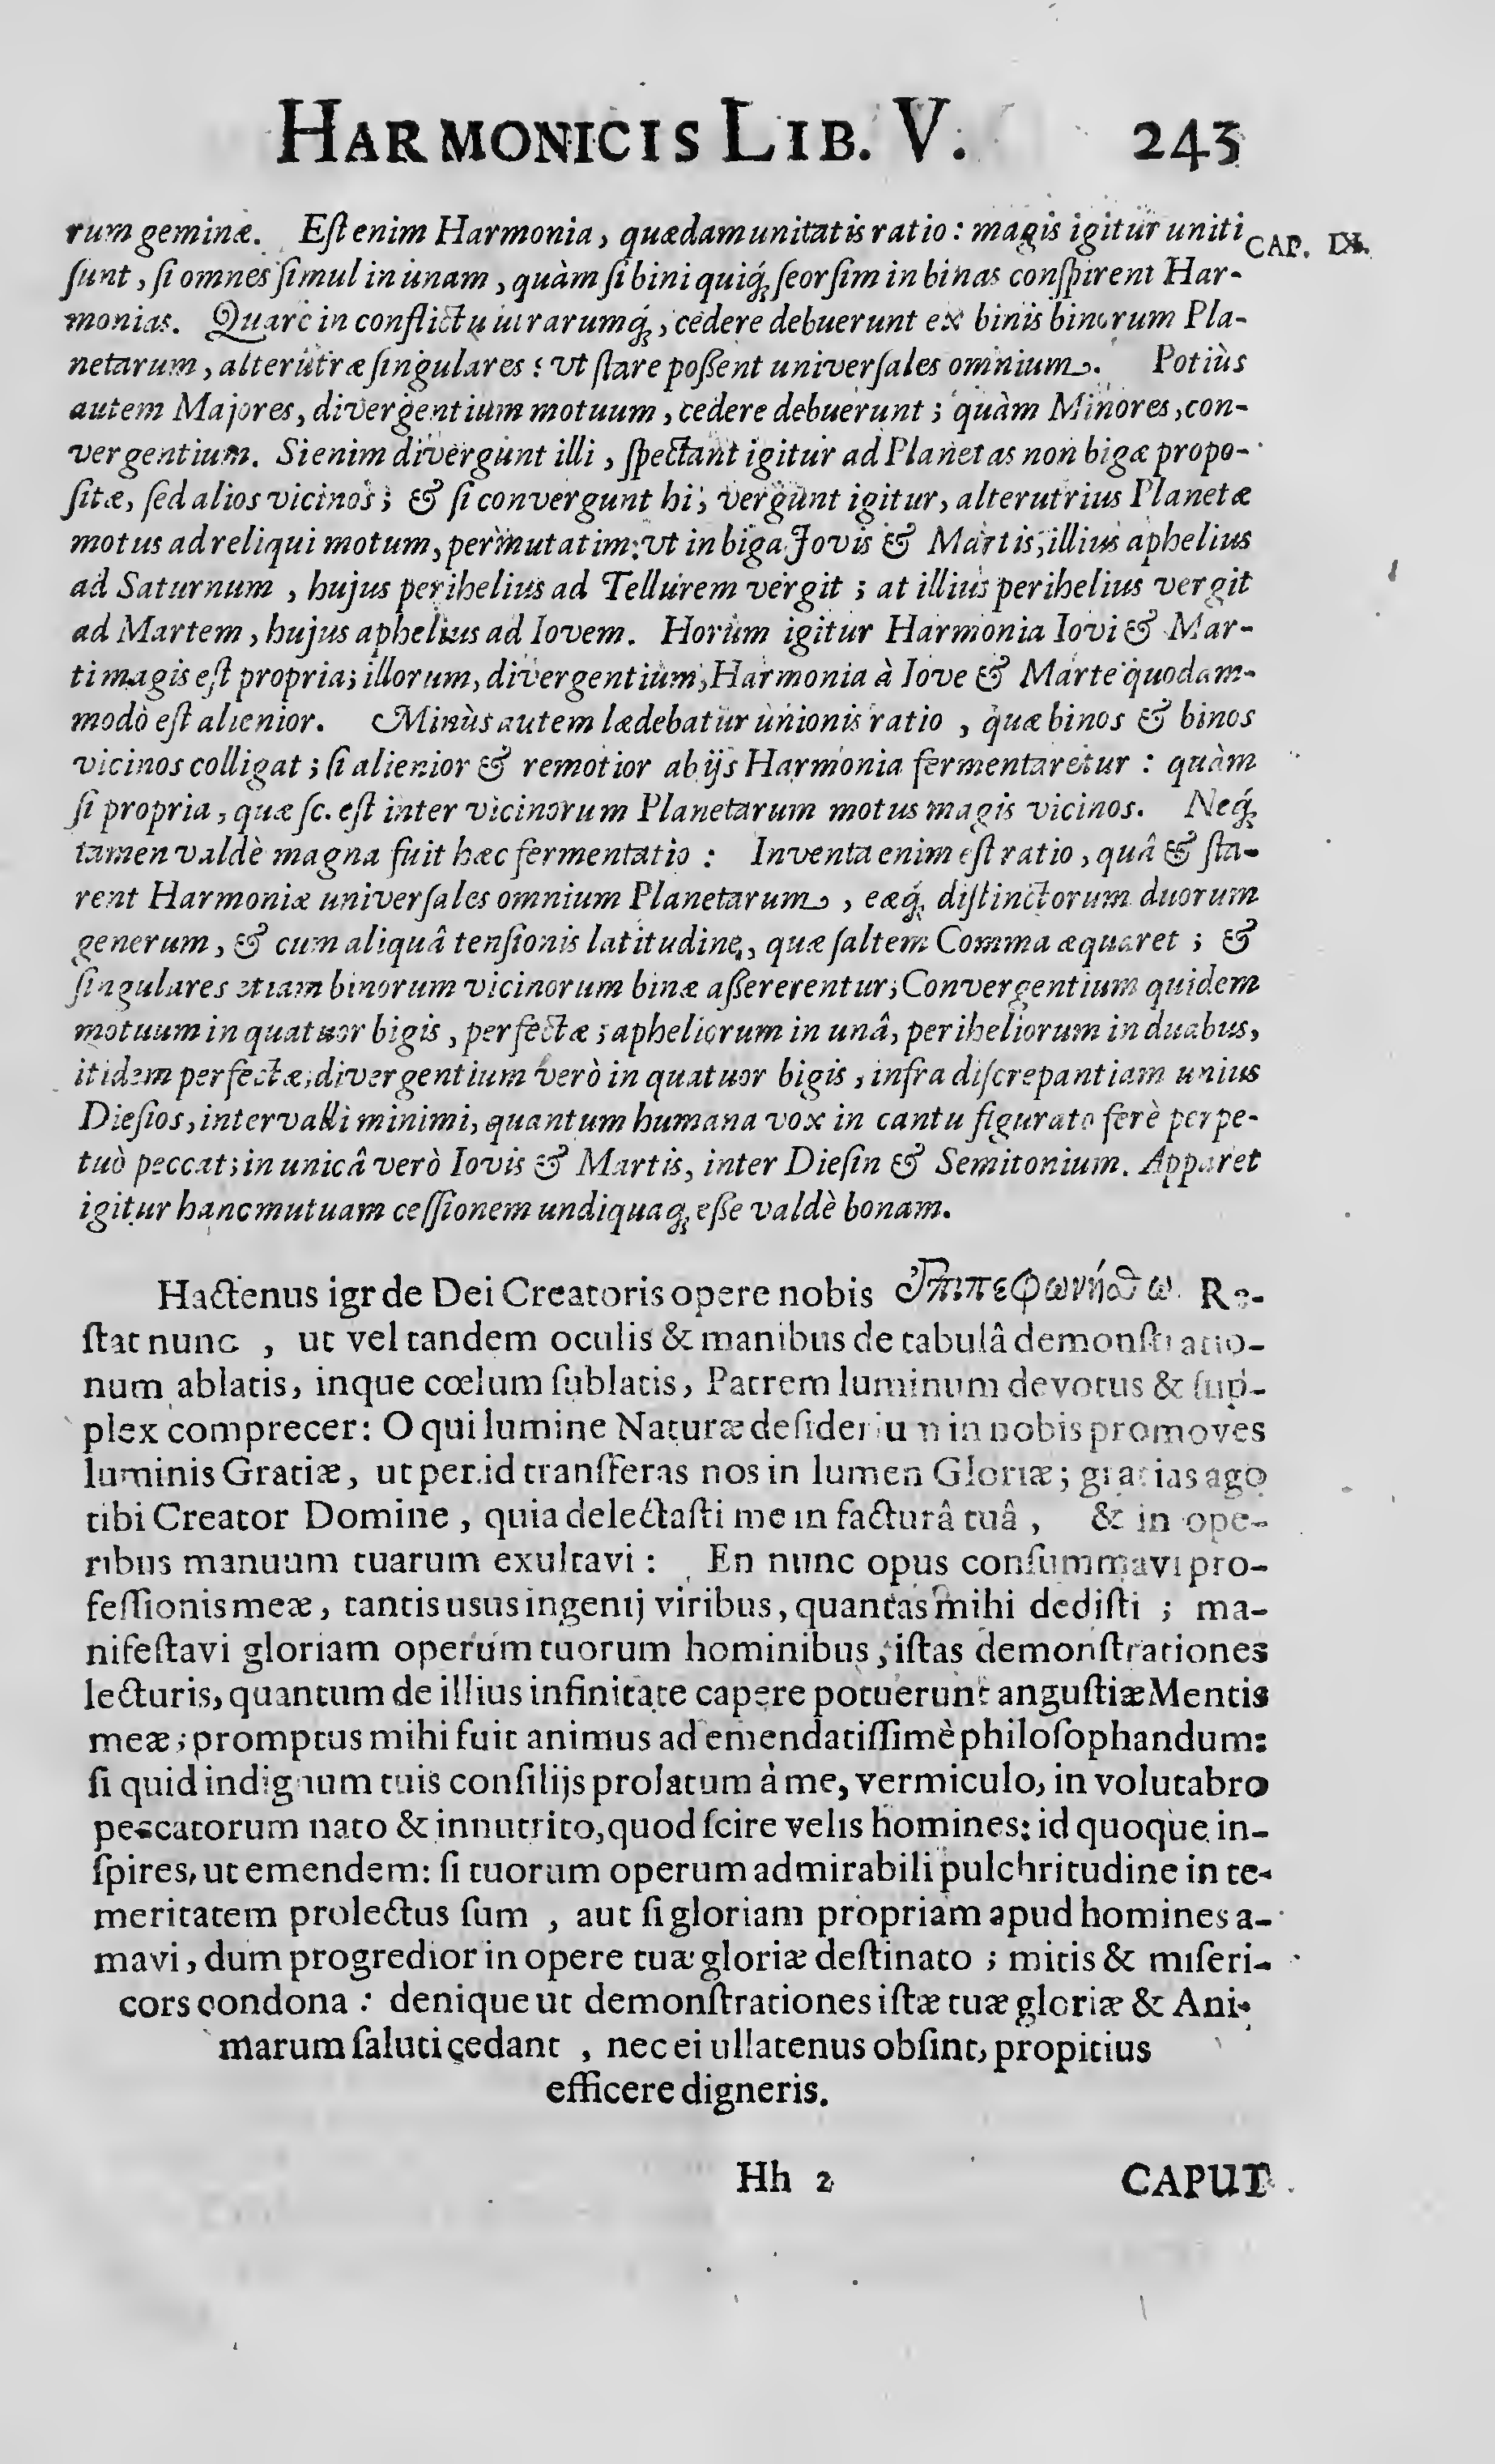 HARMONICIS LIB. V. 243
rum geminæ. Eſt enim Harmonia, quædam unitatis ratio: magis igitur uniti
CAP. IX.
ſunt, ſi omnes ſimul in unam, quàm ſi bini quiq́ꝫ ſeorſim in binas conſpirent Har-
monias. Quare in conflictu utrarumq́ꝫ, cedere debuerunt ex binis binorum Pla-
netarum, alterutræ ſingulares: ut ſtare poſſent univerſales omnium. Potiùs
autem Majores, divergentium motuum, cedere debuerunt; quàm Minores, con-
vergentium. Si enim divergunt illi, ſpectant igitur ad Planetas non bigæ propo-
ſitæ, ſed alios vicinos; & ſi convergunt hi, vergunt igitur, alterutrius Planetæ
motus ad reliqui motum, permutatim: ut in biga Jovis & Martis, illius aphelius
ad Saturnum, hujus perihelius ad Tellurem vergit; at illius perihelius vergit
ad Martem, hujus aphelius ad Iovem. Horum igitur Harmonia Iovi & Mar-
ti magis eſt propria; illorum, divergentium, Harmonia à Iove & Marte quodam-
modò eſt alienior. Minùs autem lædebatur unionis ratio, quæ binos & binos
vicinos colligat; ſi alienior & remotior ab ijs Harmonia fermentaretur: quàm
ſi propria, quæ ſc. eſt inter vicinorum Planetarum motus magis vicinos. Neq́ꝫ
tamen valdè magna fuit hæc fermentatio: Inventa enim eſt ratio, quâ & ſta-
rent Harmoniæ univerſales omnium Planetarum, eæq́ꝫ diſtinctorum duorum
generum, & cum aliquâ tenſionis latitudine, quæ ſaltem Comma æquaret; &
ſingulares etiam binorum vicinorum binæ aſſererentur; Convergentium quidem
motuum in quatuor bigis, perfectæ; apheliorum in unâ, periheliorum in duabus,
itidem perfectæ; divergentium verò in quatuor bigis, infra diſcrepantiam unius
Dieſios, intervalli minimi, quantum humana vox in cantu figurato ferè perpe-
tuò peccat; in unicâ verò Iovis & Martis, inter Dieſin & Semitonium. Apparet
igitur hanc mutuam ceſſionem undiquaqꝫ eſſe valdè bonam.
Hactenus igr de Dei Creatoris opere nobis ἐπιπεφωνήσθω. Re-
ſtat nunc, ut vel tandem oculis & manibus de tabulâ demonſtratio-
num ablatis, inque cœlum ſublatis, Patrem luminum devotus & ſup-
plex comprecer: O qui lumine Naturæ deſiderium in nobis promoves
luminis Gratiæ, ut per id transferas nos in lumen Gloriæ; gratias ago
tibi Creator Domine, quia delectaſti me in facturâ tuâ, & in ope-
ribus manuum tuarum exultavi: En nunc opus conſummavi pro-
feſſionis meæ, tantis usus ingenij viribus, quantas mihi dediſti; ma-
nifeſtavi gloriam operum tuorum hominibus, iſtas demonſtrationes
lecturis, quantum de illius infinitate capere potuerunt anguſtiæ Mentis
meæ; promptus mihi fuit animus ad emendatiſſimè philoſophandum:
ſi quid indignum tuis conſilijs prolatum à me, vermiculo, in volutabro
peccatorum nato & innutrito, quod ſcire velis homines: id quoque in-
ſpires, ut emendem: ſi tuorum operum admirabili pulchritudine in te-
meritatem prolectus ſum, aut ſi gloriam propriam apud homines a-
mavi, dum progredior in opere tuæ gloriæ deſtinato; mitis & miſeri-
cors condona: denique ut demonſtrationes iſtæ tuæ gloriæ & Ani-
marum ſaluti cedant, nec ei ullatenus obſint, propitius
efficere digneris.
Hh 2 CAPUT